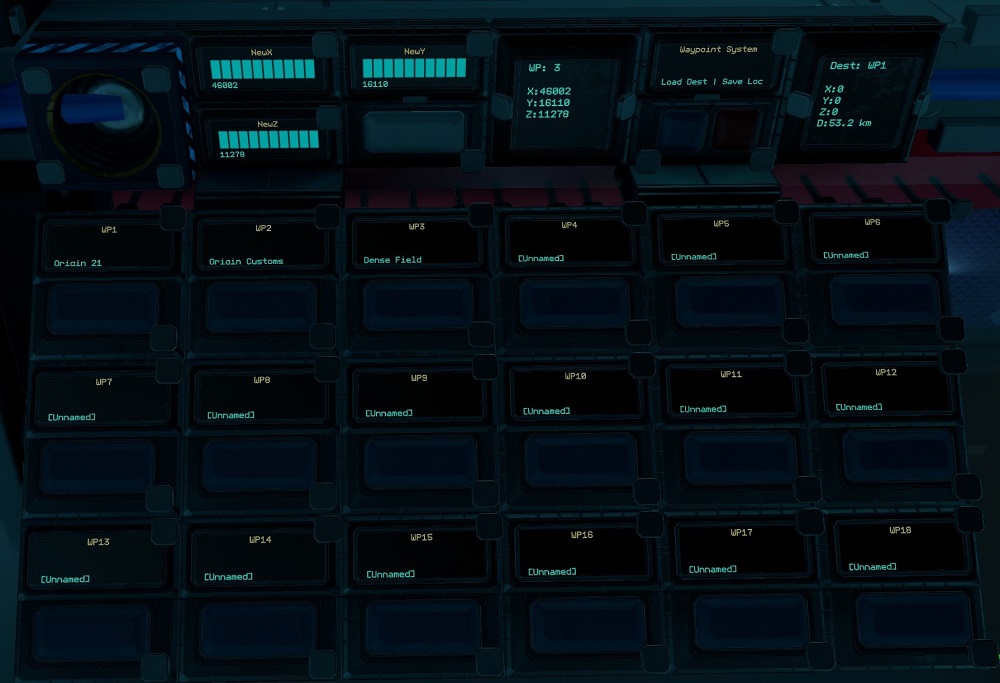 NewX
46002
NewY
16110
NewZ
11278
WP: 3
X:46002
Y:16110
Z:11278
Waypoint System
Load Dest | Save Loc
Dest: WP1
X:0
Y:0
Z:0
D:53.2 km
WP1
Origin 21
WP2
Origin Customs
WP3
Dense Field
WP4
[Unnamed]
WP5
[Unnamed]
WP6
[Unnamed]
WP7
[Unnamed]
WP8
[Unnamed]
WP9
[Unnamed]
WP10
[Unnamed]
WP11
[Unnamed]
WP12
[Unnamed]
WP13
[Unnamed]
WP14
[Unnamed]
WP15
[Unnamed]
WP16
[Unnamed]
WP17
[Unnamed]
WP18
[Unnamed]